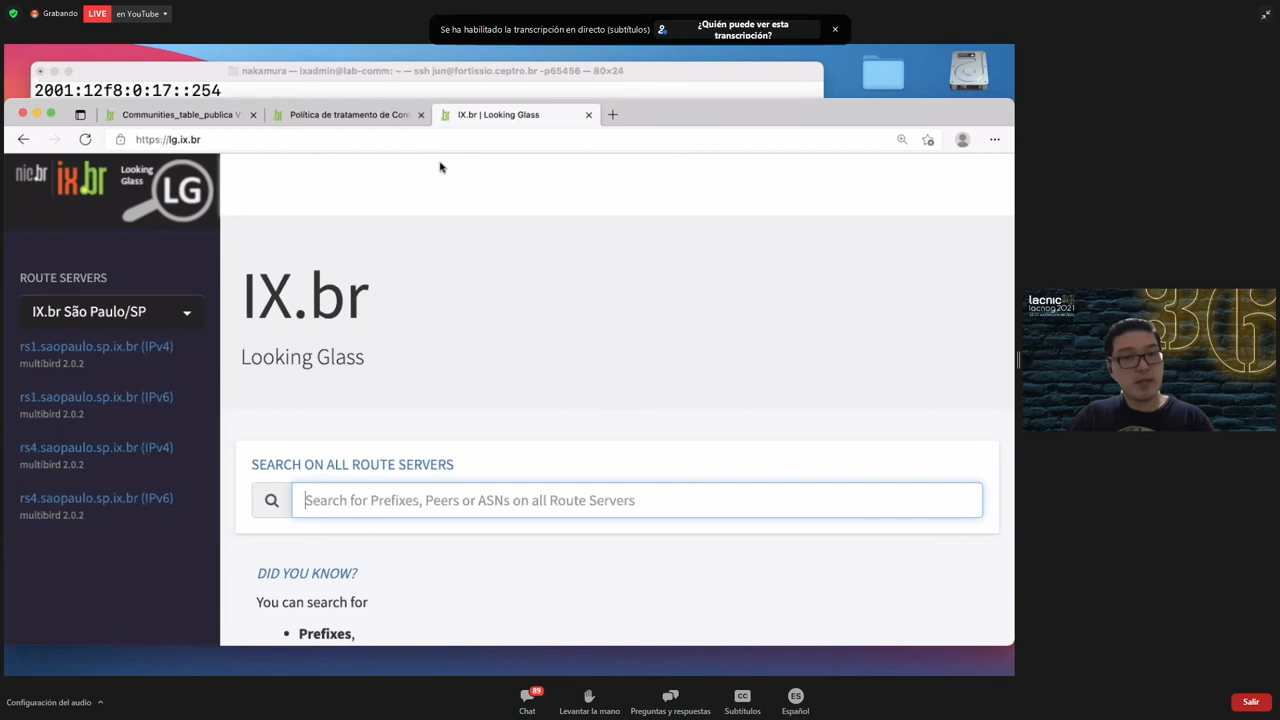 Grabando
LIVE
en YouTube
Se ha habilitado la transcripción en directo (subtítulos)
¿Quién puede ver esta transcripción?
nakamura — ixadmin@lab-comm: ~ — ssh jun@fortissio.ceptro.br -p65456 — 80×24
2001:12f8:0:17::254
Communities_table_publica V
Política de tratamento de Com
IX.br | Looking Glass
https://lg.ix.br
nic.br
ix.br
Looking Glass
LG
ROUTE SERVERS
IX.br São Paulo/SP
rs1.saopaulo.sp.ix.br (IPv4)
multibird 2.0.2
rs1.saopaulo.sp.ix.br (IPv6)
multibird 2.0.2
rs4.saopaulo.sp.ix.br (IPv4)
multibird 2.0.2
rs4.saopaulo.sp.ix.br (IPv6)
multibird 2.0.2
IX.br
Looking Glass
SEARCH ON ALL ROUTE SERVERS
Search for Prefixes, Peers or ASNs on all Route Servers
DID YOU KNOW?
You can search for
• Prefixes,
lacnic 36
lacnog 2021
36
Configuración del audio
89
Chat
Levantar la mano
Preguntas y respuestas
CC
Subtítulos
ES
Español
Salir